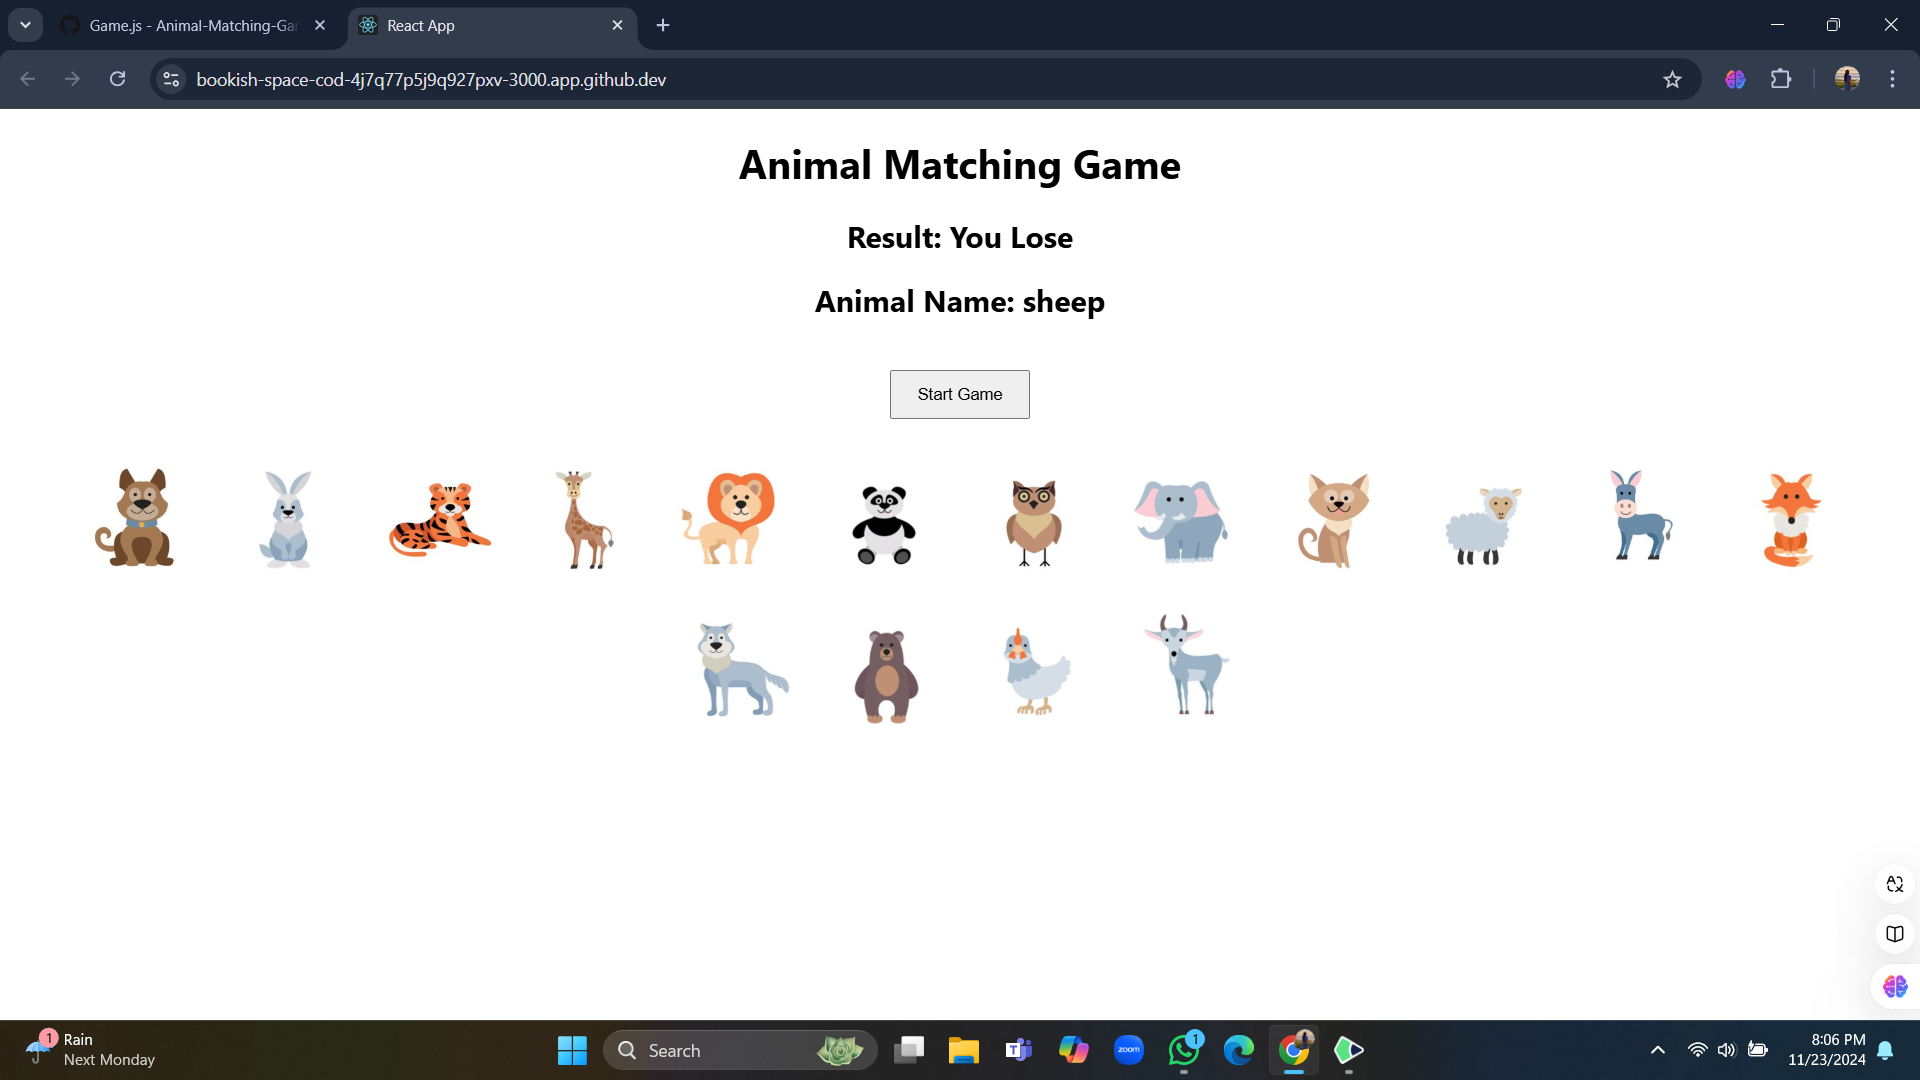 Game.js - Animal-Matching-Gar
React App
bookish-space-cod-4j7q77p5j9q927pxv-3000.app.github.dev
Animal Matching Game
Result: You Lose
Animal Name: sheep
Start Game
1
Rain
Next Monday
Search
T
zoom
1
8:06 PM
11/23/2024